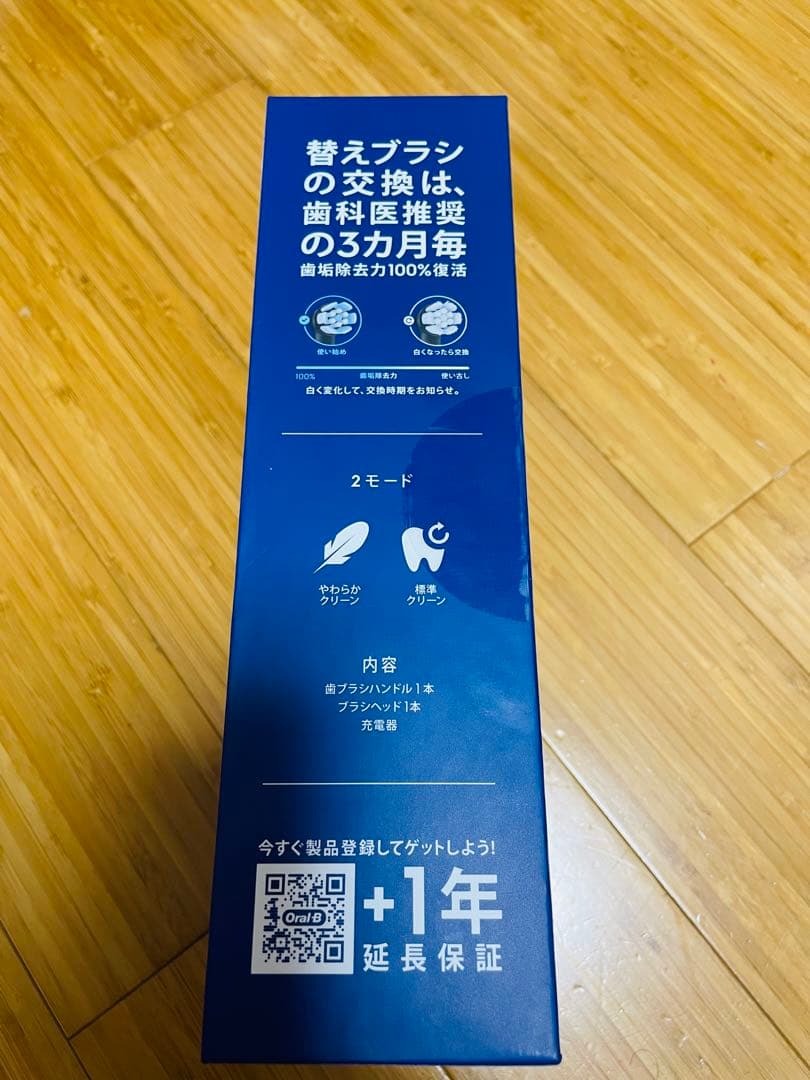 替えブラシ
の交換は、
歯科医推奨
の3カ月毎
歯垢除去力100%復活
使い始め
白くなったら交換
100%
歯垢除去力
使い古し
白く変化して、交換時期をお知らせ。
2モード
やわらか
クリーン
標準
クリーン
内容
歯ブラシハンドル1本
ブラシヘッド1本
充電器
今すぐ製品登録してゲットしよう!
Oral-B
+1年
延長保証